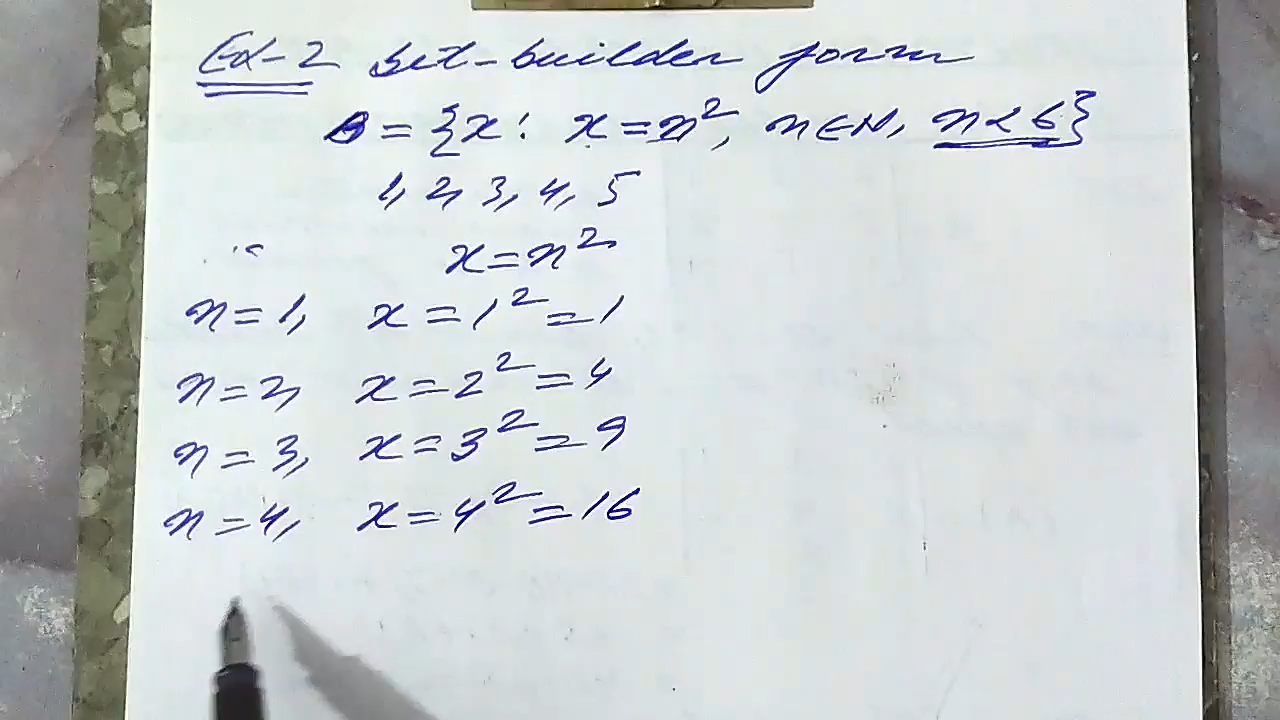 Ex-2 Set-builder form
B = {x : x = n², n ∈ N, n < 6}
1, 2, 3, 4, 5
x = n²
n = 1, x = 1² = 1
n = 2, x = 2² = 4
n = 3, x = 3² = 9
n = 4, x = 4² = 16